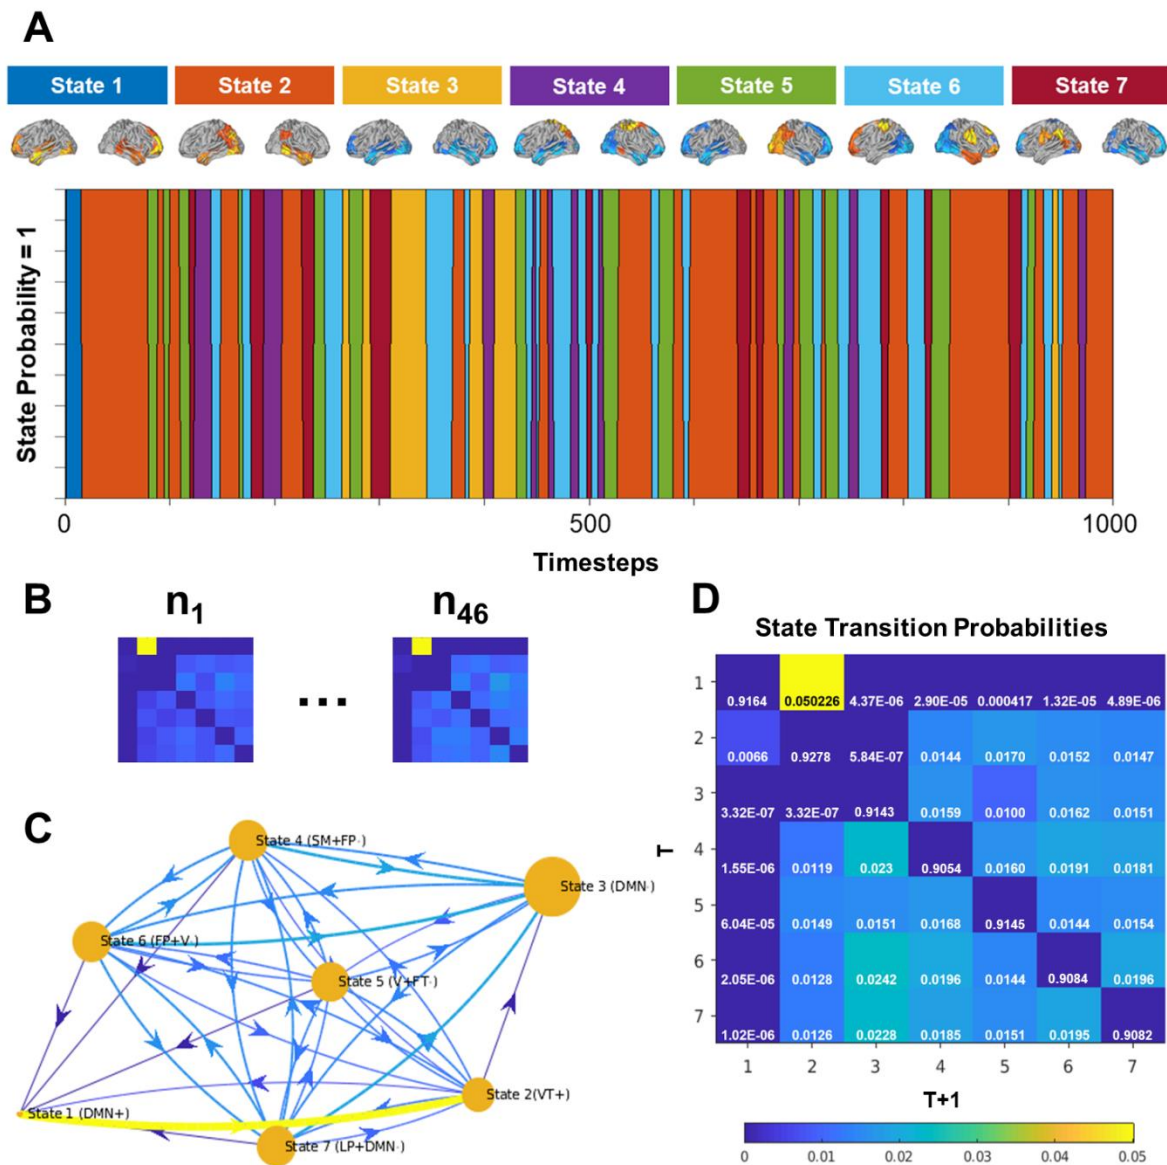 A
State 1 State 2 State 3 State 4 State 5 State 6 State 7
State Probability = 1
0 500 1000
Timesteps
B
n1 ... n46
C
State 4 (SM+FP-)
State 3 (DMN-)
State 6 (FP+V-)
State 5 (V+FT-)
State 2(VT+)
State 1 (DMN+)
State 7 (LP+DMN-)
D
State Transition Probabilities
1
0.9164 0.050226 4.37E-06 2.90E-05 0.000417 1.32E-05 4.89E-06
2
0.0066 0.9278 5.84E-07 0.0144 0.0170 0.0152 0.0147
3
3.32E-07 3.32E-07 0.9143 0.0159 0.0100 0.0162 0.0151
4
T
1.55E-06 0.0119 0.023 0.9054 0.0160 0.0191 0.0181
5
6.04E-05 0.0149 0.0151 0.0168 0.9145 0.0144 0.0154
6
2.05E-06 0.0128 0.0242 0.0196 0.0144 0.9084 0.0196
7
1.02E-06 0.0126 0.0228 0.0185 0.0151 0.0195 0.9082
1 2 3 4 5 6 7
T+1
0 0.01 0.02 0.03 0.04 0.05